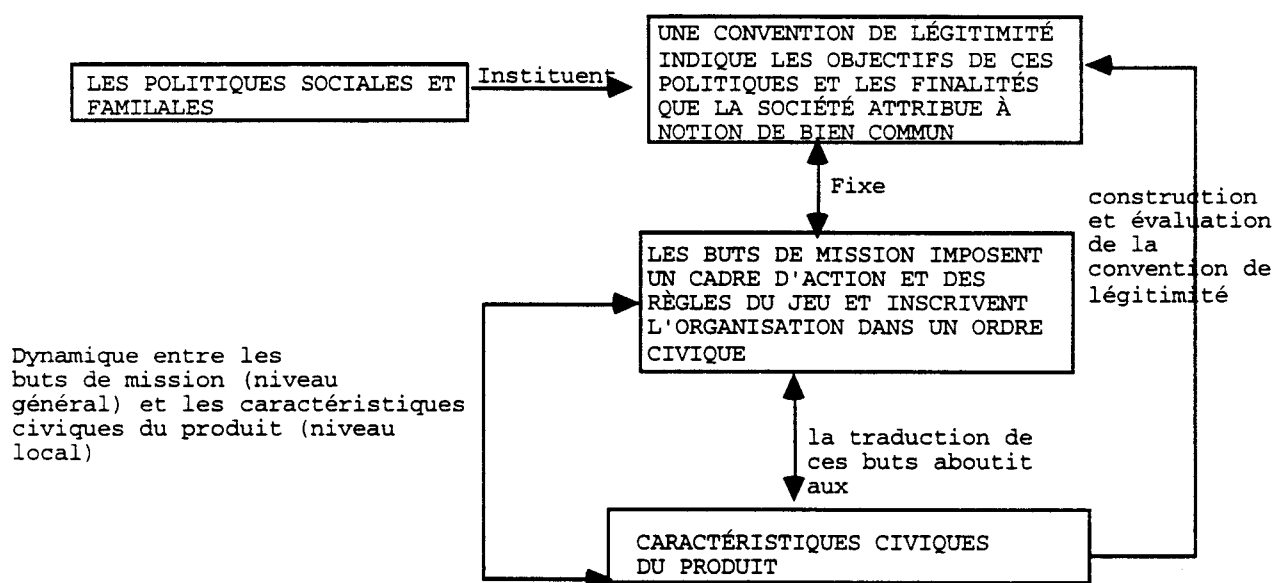 LES POLITIQUES SOCIALES ET
FAMILALES
Instituent
UNE CONVENTION DE LÉGITIMITÉ
INDIQUE LES OBJECTIFS DE CES
POLITIQUES ET LES FINALITÉS
QUE LA SOCIÉTÉ ATTRIBUE À
NOTION DE BIEN COMMUN
Fixe
construction
et évaluation
de la
convention de
légitimité
LES BUTS DE MISSION IMPOSENT
UN CADRE D'ACTION ET DES
RÈGLES DU JEU ET INSCRIVENT
L'ORGANISATION DANS UN ORDRE
CIVIQUE
Dynamique entre les
buts de mission (niveau
général) et les caractéristiques
civiques du produit (niveau
local)
la traduction de
ces buts aboutit
aux
CARACTÉRISTIQUES CIVIQUES
DU PRODUIT